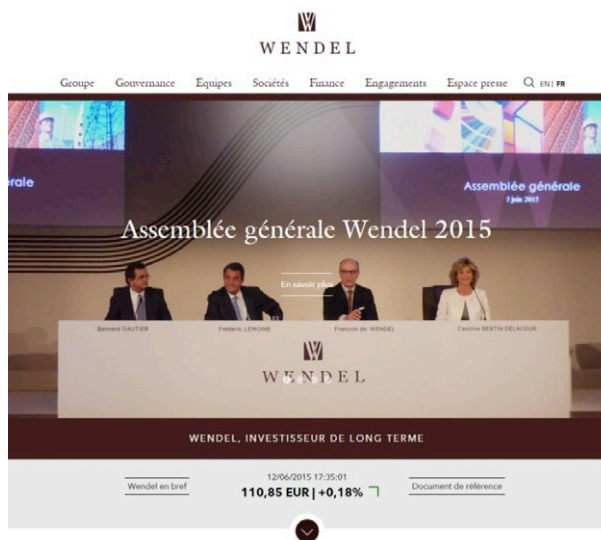 WENDEL
Groupe Gouvernance Équipes Sociétés Finance Engagements Espace presse EN | FR
érale
Assemblée générale
5 juin 2015
Assemblée générale Wendel 2015
En savoir plus
Bernard GAUTIER Frédéric LEMOINE François de WENDEL Caroline BERTIN DELACOUR
WENDEL
WENDEL, INVESTISSEUR DE LONG TERME
12/06/2015 17:35:01
Wendel en bref 110,85 EUR | +0,18% Document de référence